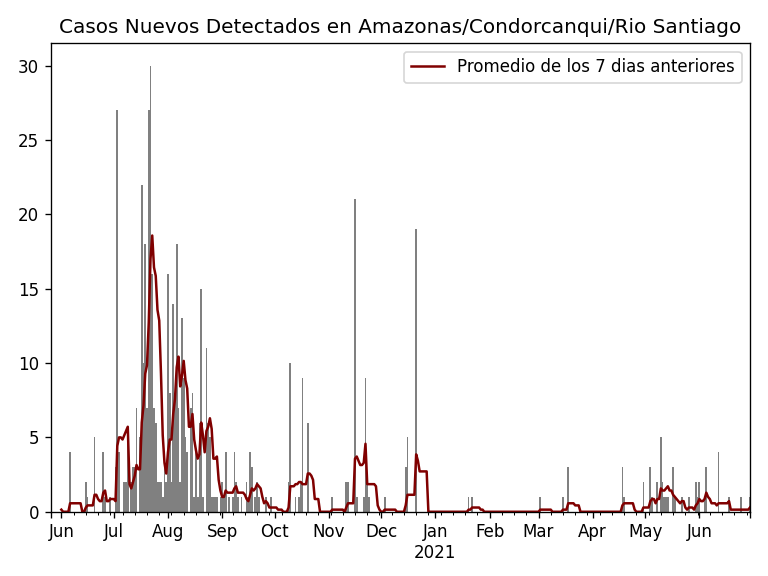 Casos Nuevos Detectados en Amazonas/Condorcanqui/Rio Santiago
Promedio de los 7 dias anteriores
30
25
20
15
10
5
0
Jun Jul Aug Sep Oct Nov Dec Jan Feb Mar Apr May Jun
2021